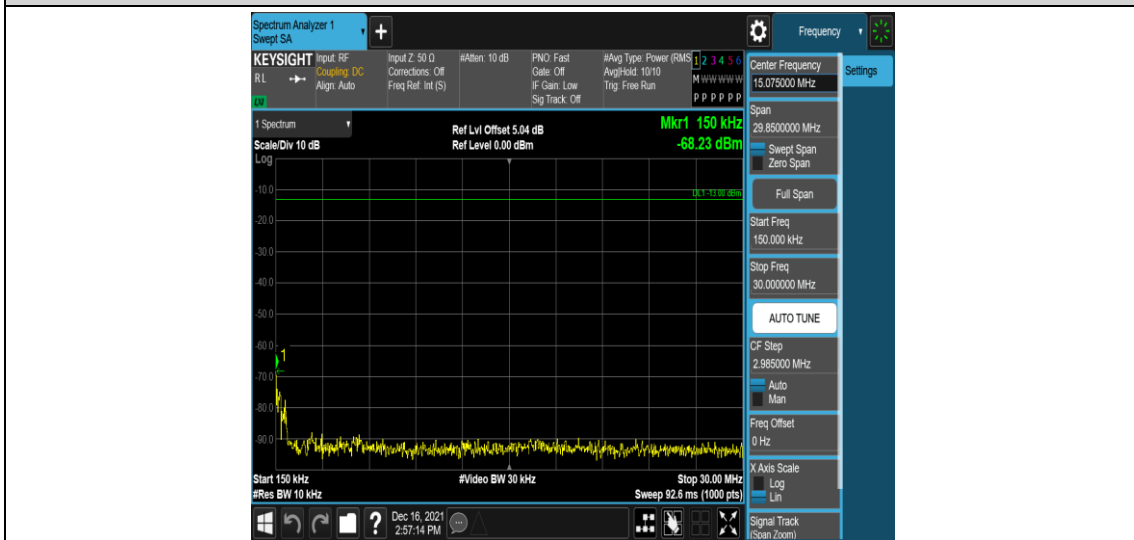 Spectrum Analyzer 1
Swept SA
+
Frequency
KEYSIGHT
RL
LXI
Input: RF
Coupling: DC
Align: Auto
Input Z: 50 Ω
Corrections: Off
Freq Ref: Int (S)
#Atten: 10 dB
PNO: Fast
Gate: Off
IF Gain: Low
Sig Track: Off
#Avg Type: Power (RMS
Avg|Hold: 10/10
Trig: Free Run
1 2 3 4 5 6
M W W W W W
P P P P P P
1 Spectrum
Scale/Div 10 dB
Log
Ref Lvl Offset 5.04 dB
Ref Level 0.00 dBm
Mkr1 150 kHz
-68.23 dBm
DL1 -13.00 dBm
-10.0
-20.0
-30.0
-40.0
-50.0
-60.0
1
-70.0
-80.0
-90.0
Start 150 kHz
#Video BW 30 kHz
Stop 30.00 MHz
#Res BW 10 kHz
Sweep 92.6 ms (1000 pts)
?
Dec 16, 2021
2:57:14 PM
Center Frequency
15.075000 MHz
Settings
Span
29.8500000 MHz
Swept Span
Zero Span
Full Span
Start Freq
150.000 kHz
Stop Freq
30.000000 MHz
AUTO TUNE
CF Step
2.985000 MHz
Auto
Man
Freq Offset
0 Hz
X Axis Scale
Log
Lin
Signal Track
(Span Zoom)